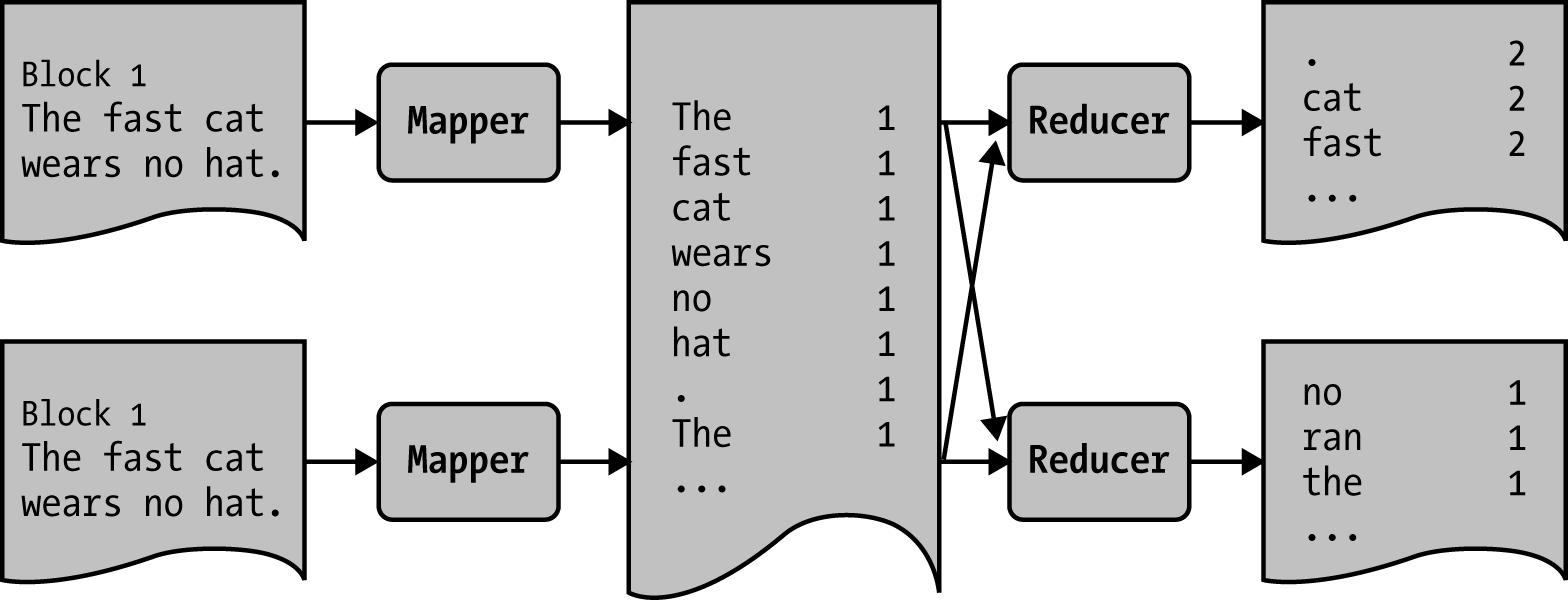 Block 1
The fast cat
wears no hat.
Mapper
Block 1
The fast cat
wears no hat.
Mapper
The 1
fast 1
cat 1
wears 1
no 1
hat 1
. 1
The 1
...
Reducer
. 2
cat 2
fast 2
...
Reducer
no 1
ran 1
the 1
...